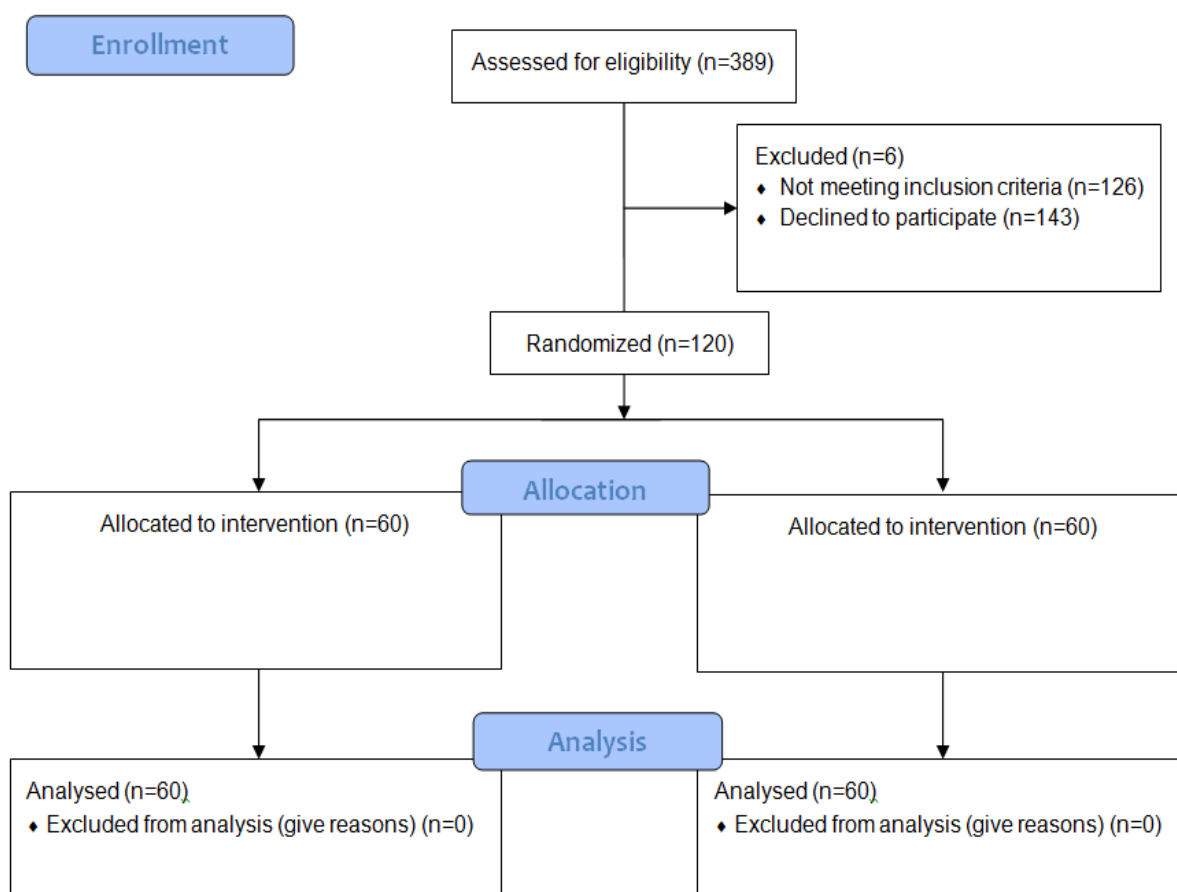 Enrollment
Assessed for eligibility (n=389)
Excluded (n=6)
♦ Not meeting inclusion criteria (n=126)
♦ Declined to participate (n=143)
Randomized (n=120)
Allocation
Allocated to intervention (n=60)
Allocated to intervention (n=60)
Analysis
Analysed (n=60)
♦ Excluded from analysis (give reasons) (n=0)
Analysed (n=60)
♦ Excluded from analysis (give reasons) (n=0)